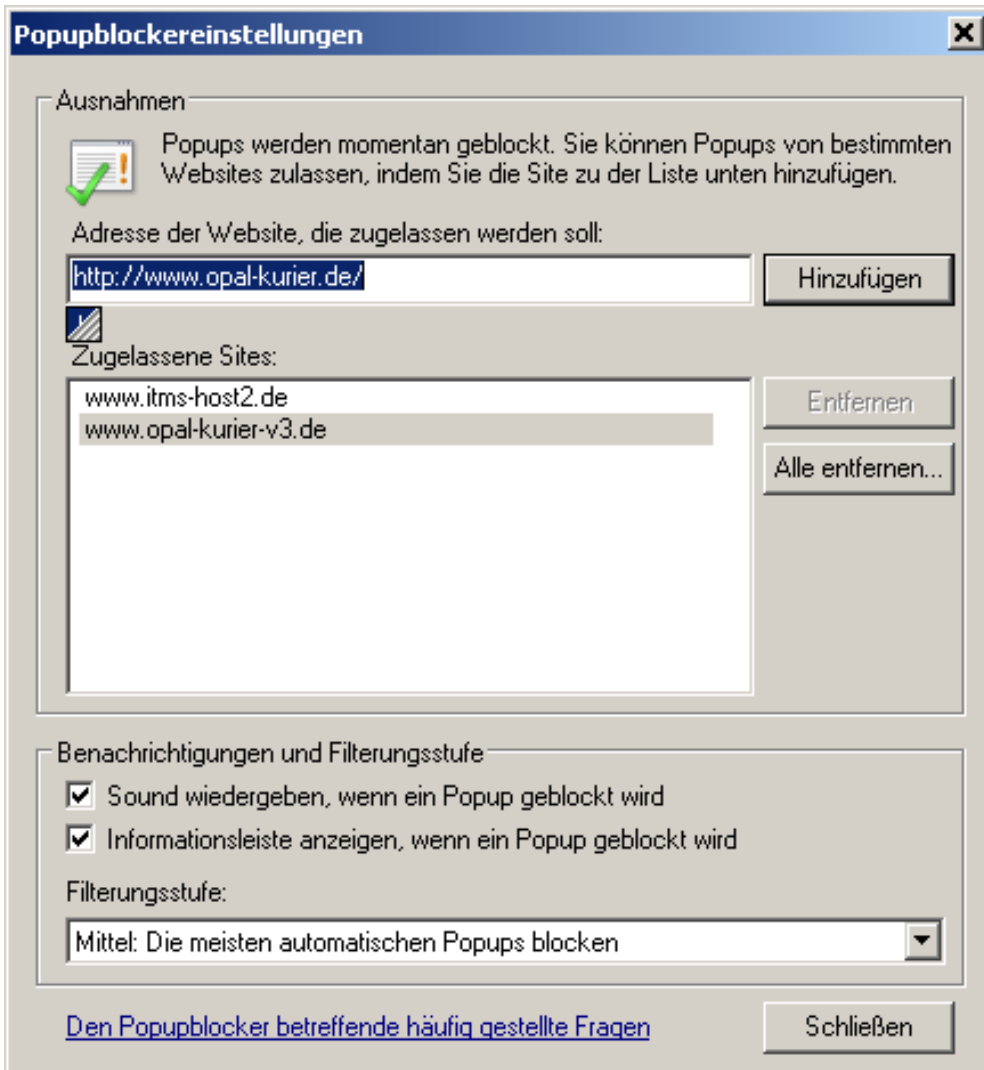 Popupblockereinstellungen
Ausnahmen
Popups werden momentan geblockt. Sie können Popups von bestimmten
Websites zulassen, indem Sie die Site zu der Liste unten hinzufügen.
Adresse der Website, die zugelassen werden soll:
http://www.opal-kurier.de/
Hinzufügen
Zugelassene Sites:
www.itms-host2.de
www.opal-kurier-v3.de
Entfernen
Alle entfernen...
Benachrichtigungen und Filterungsstufe
Sound wiedergeben, wenn ein Popup geblockt wird
Informationsleiste anzeigen, wenn ein Popup geblockt wird
Filterungsstufe:
Mittel: Die meisten automatischen Popups blocken
Den Popupblocker betreffende häufig gestellte Fragen
Schließen